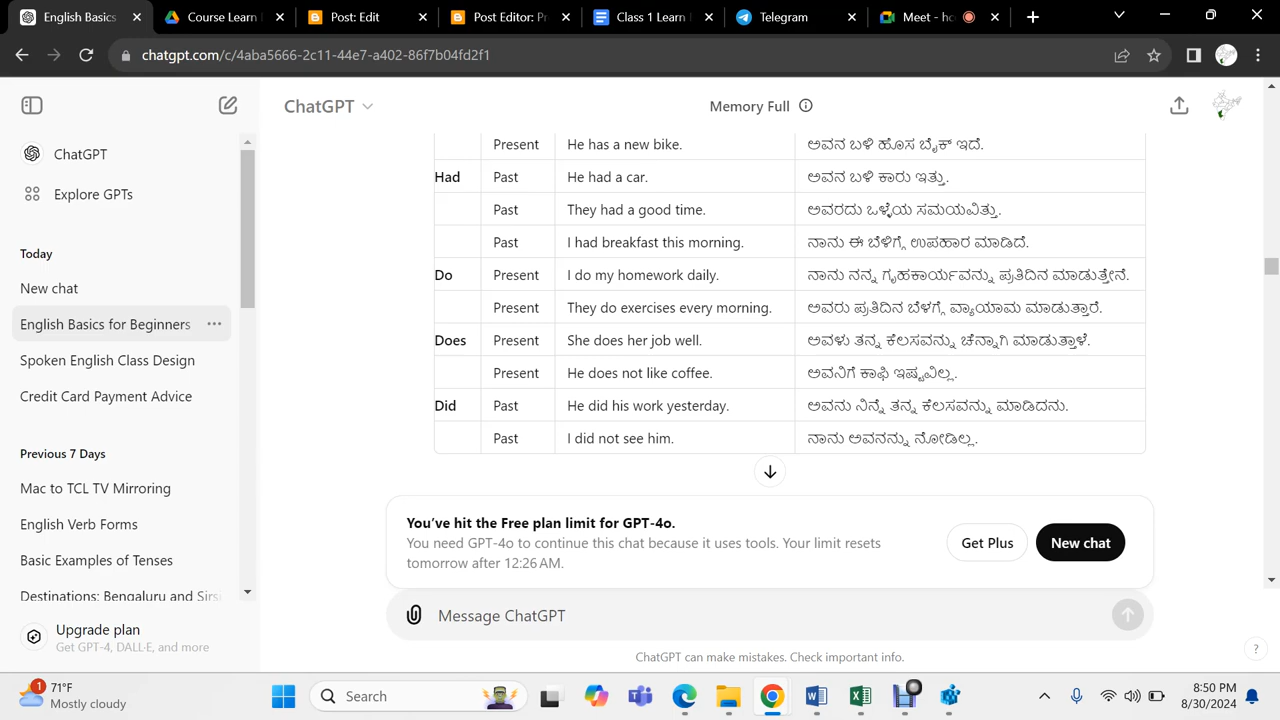 English Basics
Course Learn
Post: Edit
Post Editor: P
Class 1 Learn
Telegram
Meet - ho
chatgpt.com/c/4aba5666-2c11-44e7-a402-86f7b04fd2f1
ChatGPT
Memory Full
ChatGPT
Explore GPTs
Today
New chat
English Basics for Beginners
Spoken English Class Design
Credit Card Payment Advice
Previous 7 Days
Mac to TCL TV Mirroring
English Verb Forms
Basic Examples of Tenses
Destinations: Bengaluru and Sirs
Upgrade plan
Get GPT-4, DALL·E, and more
Present He has a new bike. ಅವನ ಬಳಿ ಹೊಸ ಬೈಕ್ ಇದೆ.
Had Past He had a car. ಅವನ ಬಳಿ ಕಾರು ಇತ್ತು.
Past They had a good time. ಅವರದು ಒಳ್ಳೆಯ ಸಮಯವಿತ್ತು.
Past I had breakfast this morning. ನಾನು ಈ ಬೆಳಿಗ್ಗೆ ಉಪಹಾರ ಮಾಡಿದೆ.
Do Present I do my homework daily. ನಾನು ನನ್ನ ಗೃಹಕಾರ್ಯವನ್ನು ಪ್ರತಿದಿನ ಮಾಡುತ್ತೇನೆ.
Present They do exercises every morning. ಅವರು ಪ್ರತಿದಿನ ಬೆಳಗ್ಗೆ ವ್ಯಾಯಾಮ ಮಾಡುತ್ತಾರೆ.
Does Present She does her job well. ಅವಳು ತನ್ನ ಕೆಲಸವನ್ನು ಚೆನ್ನಾಗಿ ಮಾಡುತ್ತಾಳೆ.
Present He does not like coffee. ಅವನಿಗೆ ಕಾಫಿ ಇಷ್ಟವಿಲ್ಲ.
Did Past He did his work yesterday. ಅವನು ನಿನ್ನೆ ತನ್ನ ಕೆಲಸವನ್ನು ಮಾಡಿದನು.
Past I did not see him. ನಾನು ಅವನನ್ನು ನೋಡಿಲ್ಲ.
You've hit the Free plan limit for GPT-4o.
You need GPT-4o to continue this chat because it uses tools. Your limit resets
tomorrow after 12:26 AM.
Get Plus
New chat
Message ChatGPT
ChatGPT can make mistakes. Check important info.
?
1
71°F
Mostly cloudy
Search
8:50 PM
8/30/2024